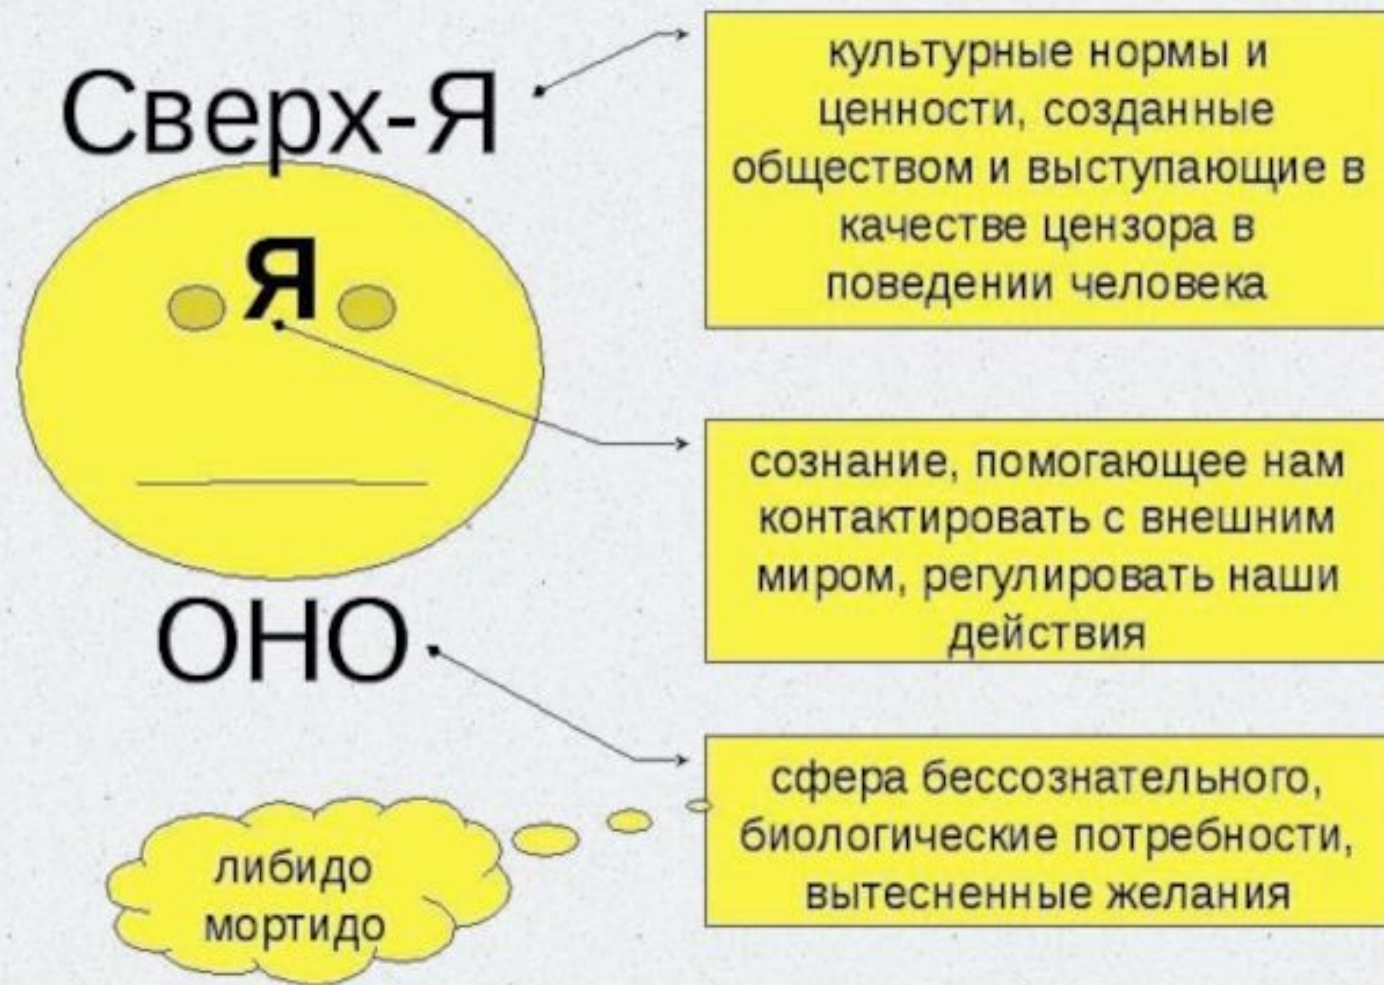 Сверх-Я
культурные нормы и
ценности, созданные
обществом и выступающие в
качестве цензора в
поведении человека
Я
сознание, помогающее нам
контактировать с внешним
миром, регулировать наши
действия
ОНО
сфера бессознательного,
биологические потребности,
вытесненные желания
либидо
мортидо